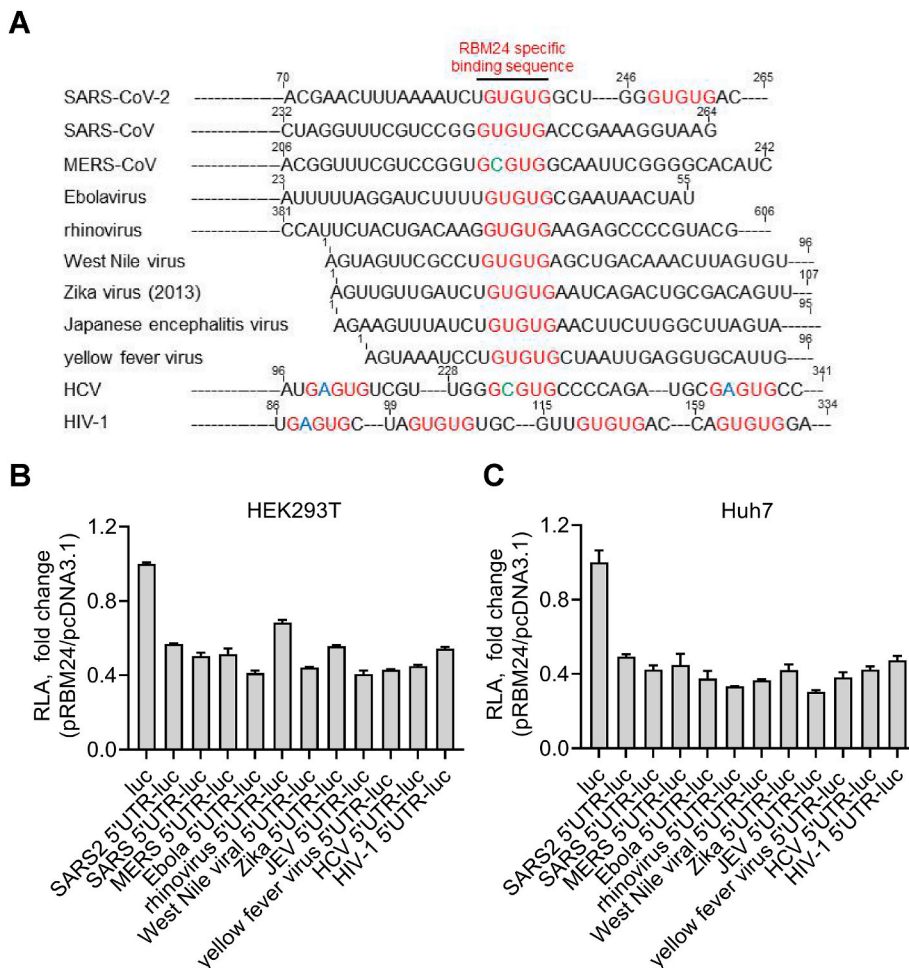 A
RBM24 specific
binding sequence
70 246 265
SARS-CoV-2 --------------ACGAACUUUAAAAUCUGUGUGGCU----GGGUGUGAC----
232 264
SARS-CoV --------------CUAGGUUUCGUCCGGGUGUGACCGAAAGGUAAG
206 242
MERS-CoV --------------ACGGUUUCGUCCGGUGCGUGGCAAUUCGGGGCACAUC
23 55
Ebolavirus --------------AUUUUUAGGAUCUUUUGUGUGCGAAUAACUAU
381 606
rhinovirus --------------CCAUUCUACUGACAAGGUGUGAAGAGCCCCGUACG----
1 96
West Nile virus AGUAGUUCGCCUGUGUGAGCUGACAAACUUAGUGU----
1 107
Zika virus (2013) AGUUGUUGAUCUGUGUGAAUCAGACUGCGACAGUU----
1 95
Japanese encephalitis virus AGAAGUUUAUCUGUGUGAACUUCUUGGCUUAGUA------
1 96
yellow fever virus AGUAAAUCCUGUGUGCUAAUUGAGGUGCAUUG----
96 228 341
HCV --------------AUGAGUGUCGU----UGGGCGUGCCCCAGA---UGCGAGUGCC---
86 99 115 159 334
HIV-1 --------------UGAGUGC---UAGUGUGUGC---GUUGUGUGAC---CAGUGUGGA---
B
HEK293T
RLA, fold change
(pRBM24/pcDNA3.1)
1.2
0.8
0.4
0.0
luc
SARS2 5'UTR-luc
SARS 5'UTR-luc
MERS 5'UTR-luc
Ebola 5'UTR-luc
rhinovirus 5'UTR-luc
West Nile viral 5'UTR-luc
Zika 5'UTR-luc
JEV 5'UTR-luc
yellow fever virus 5'UTR-luc
HCV 5'UTR-luc
HIV-1 5'UTR-luc
C
Huh7
RLA, fold change
(pRBM24/pcDNA3.1)
1.2
0.8
0.4
0.0
luc
SARS2 5'UTR-luc
SARS 5'UTR-luc
MERS 5'UTR-luc
Ebola 5'UTR-luc
rhinovirus 5'UTR-luc
West Nile viral 5'UTR-luc
Zika 5'UTR-luc
JEV 5'UTR-luc
yellow fever virus 5'UTR-luc
HCV 5'UTR-luc
HIV-1 5'UTR-luc